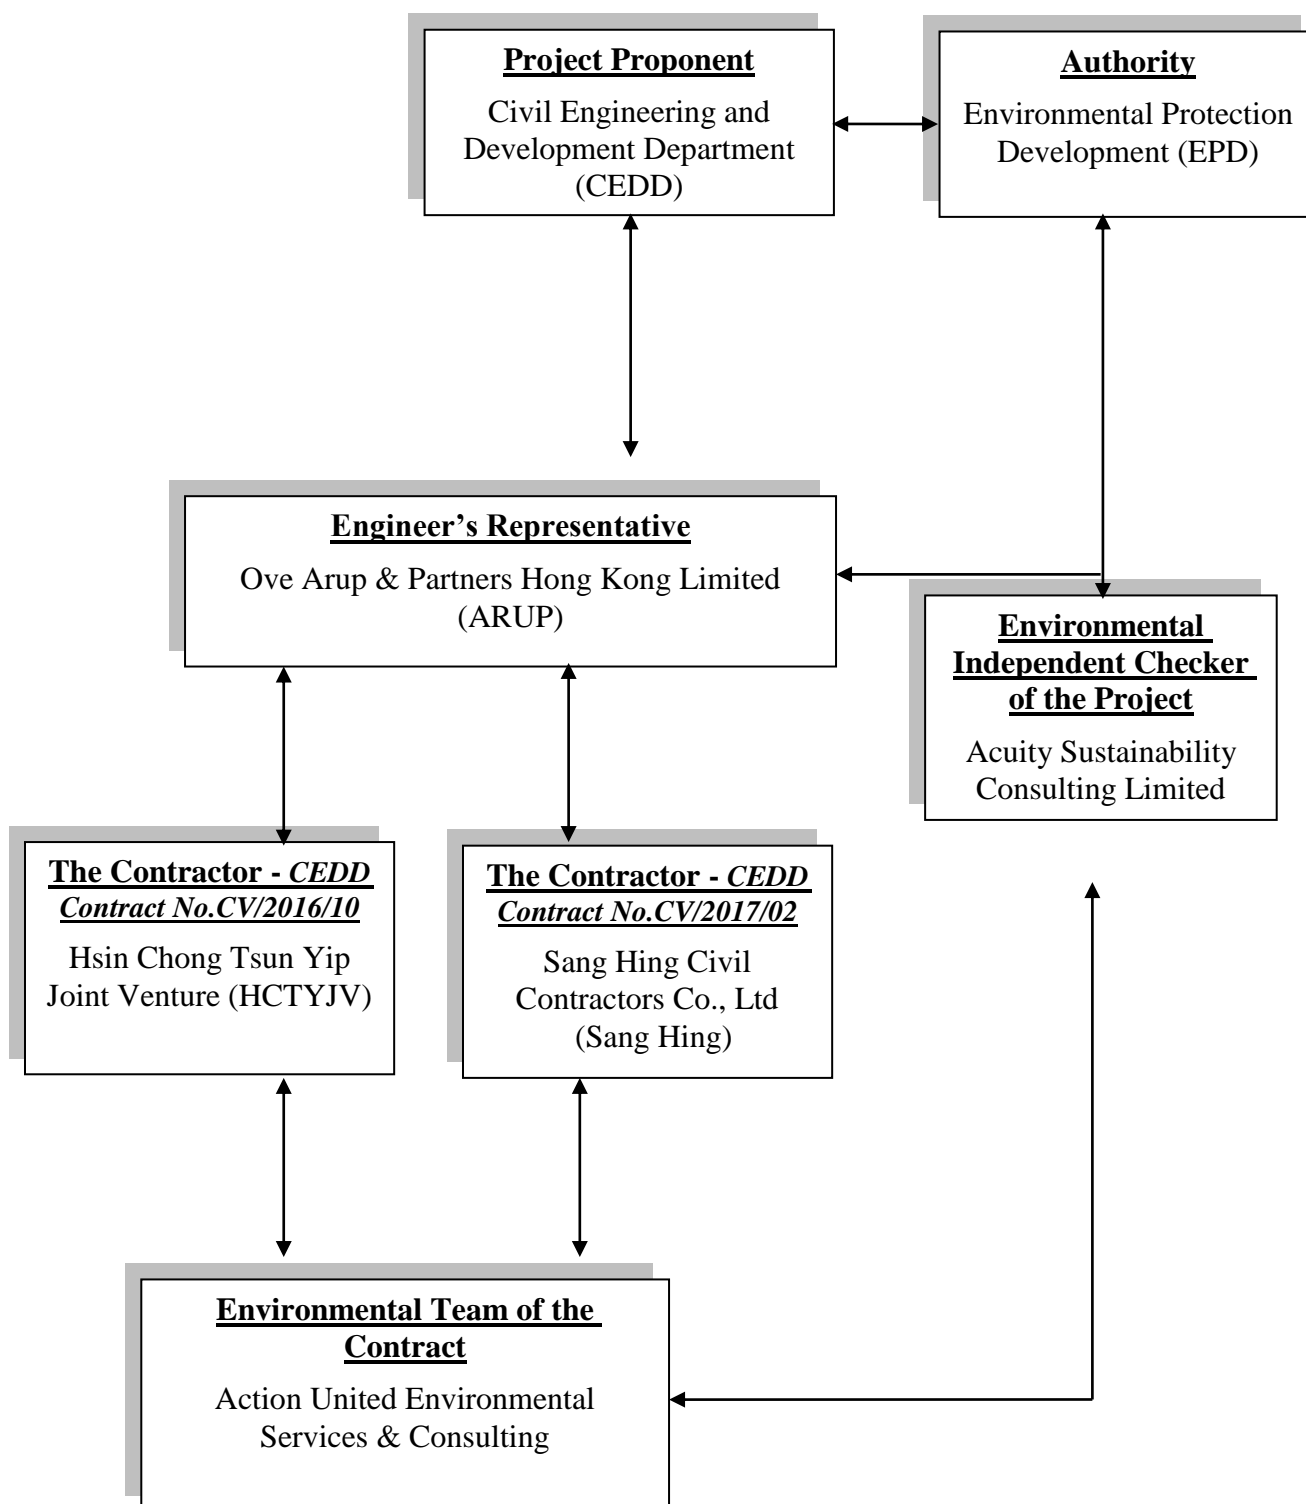 Project Proponent
Civil Engineering and
Development Department
(CEDD)
Authority
Environmental Protection
Development (EPD)
Engineer's Representative
Ove Arup & Partners Hong Kong Limited
(ARUP)
Environmental
Independent Checker
of the Project
Acuity Sustainability
Consulting Limited
The Contractor - CEDD
Contract No.CV/2016/10
Hsin Chong Tsun Yip
Joint Venture (HCTYJV)
The Contractor - CEDD
Contract No.CV/2017/02
Sang Hing Civil
Contractors Co., Ltd
(Sang Hing)
Environmental Team of the
Contract
Action United Environmental
Services & Consulting